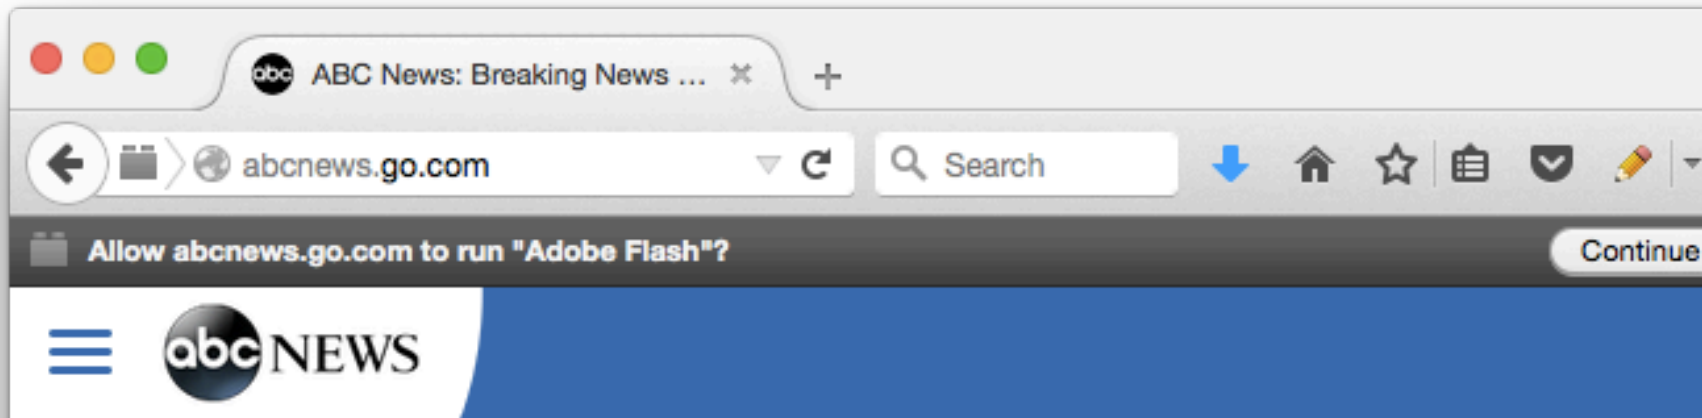 abc ABC News: Breaking News ...
abcnews.go.com Search
Allow abcnews.go.com to run "Adobe Flash"? Continue
abc NEWS